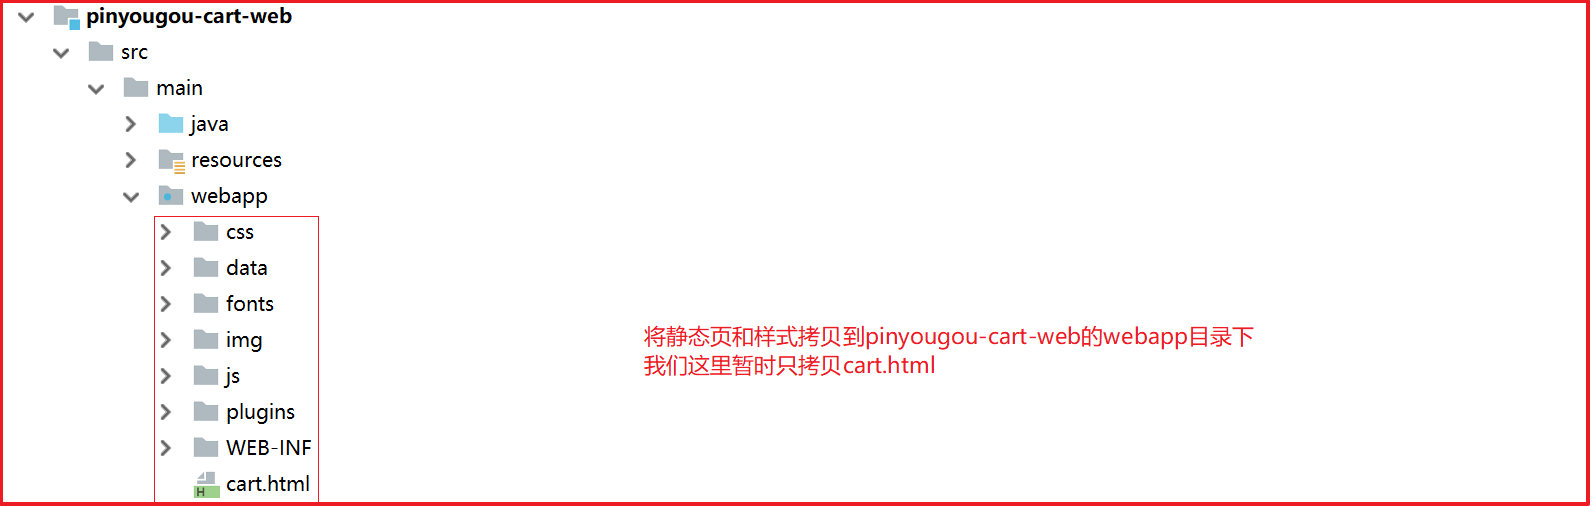 pinyougou-cart-web
src
main
java
resources
webapp
css
data
fonts
img
js
plugins
WEB-INF
H
cart.html
将静态页和样式拷贝到pinyougou-cart-web的webapp目录下
我们这里暂时只拷贝cart.html